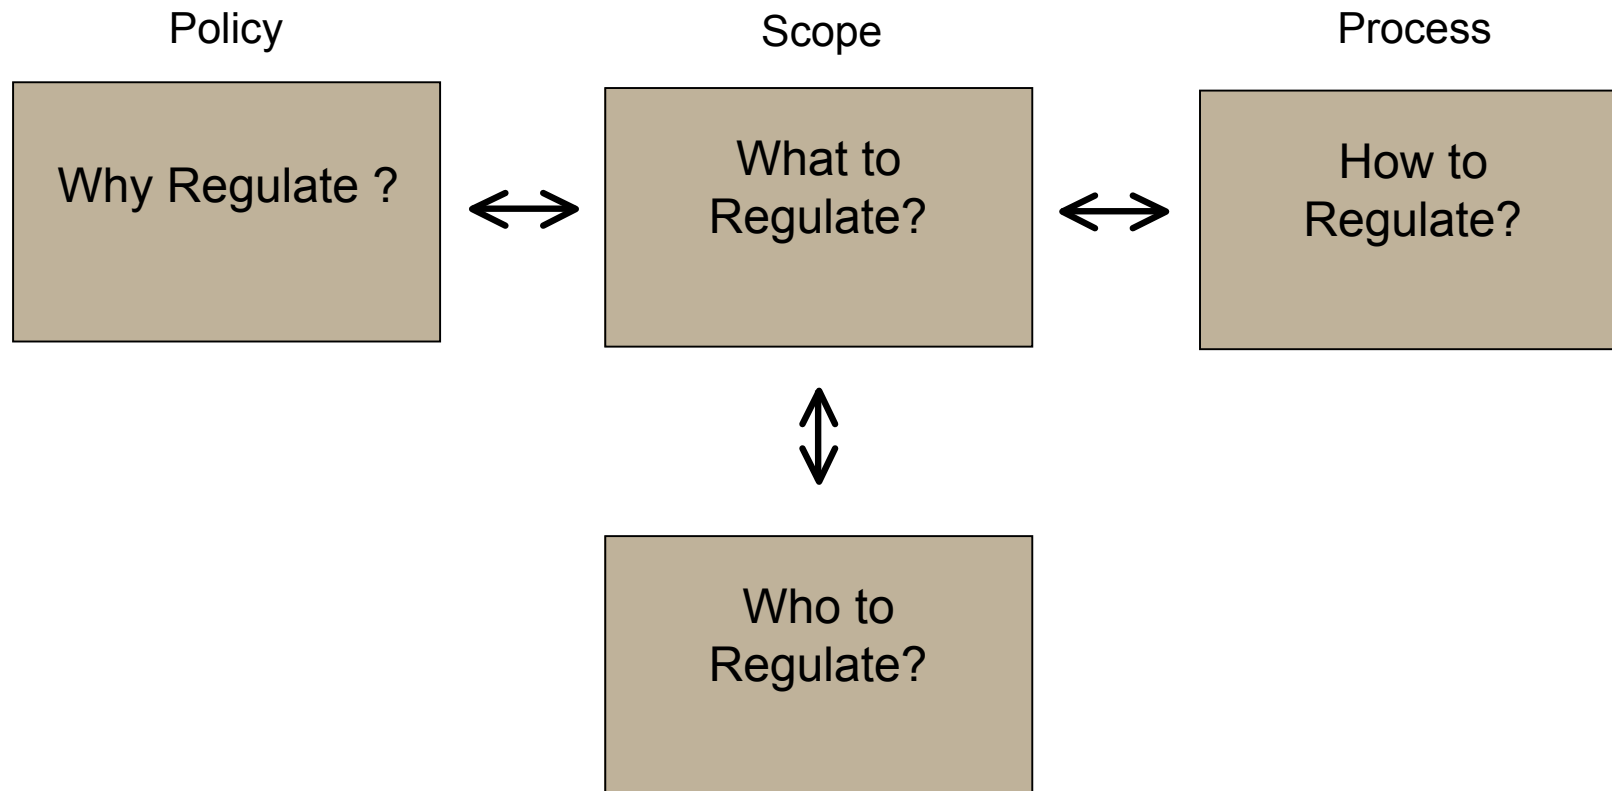 Policy
Scope
Process
Why Regulate ?
What to
Regulate?
How to
Regulate?
Who to
Regulate?